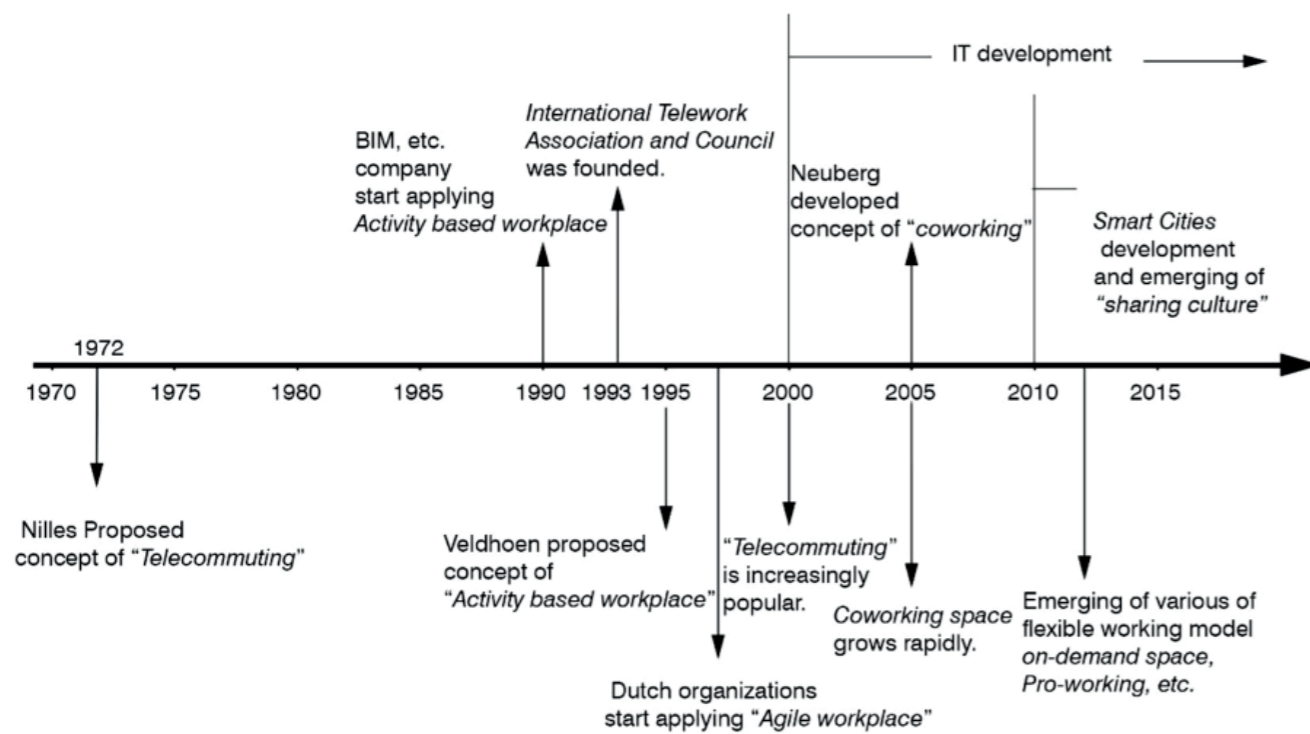 IT development
International Telework
Association and Council
was founded.
BIM, etc.
company
start applying
Activity based workplace
Neuberg
developed
concept of “coworking”
Smart Cities
development
and emerging of
“sharing culture”
1972
1970 1975 1980 1985 1990 1993 1995 2000 2005 2010 2015
Nilles Proposed
concept of “Telecommuting”
Veldhoen proposed
concept of
“Activity based workplace”
“Telecommuting”
is increasingly
popular.
Coworking space
grows rapidly.
Emerging of various of
flexible working model
on-demand space,
Pro-working, etc.
Dutch organizations
start applying “Agile workplace”